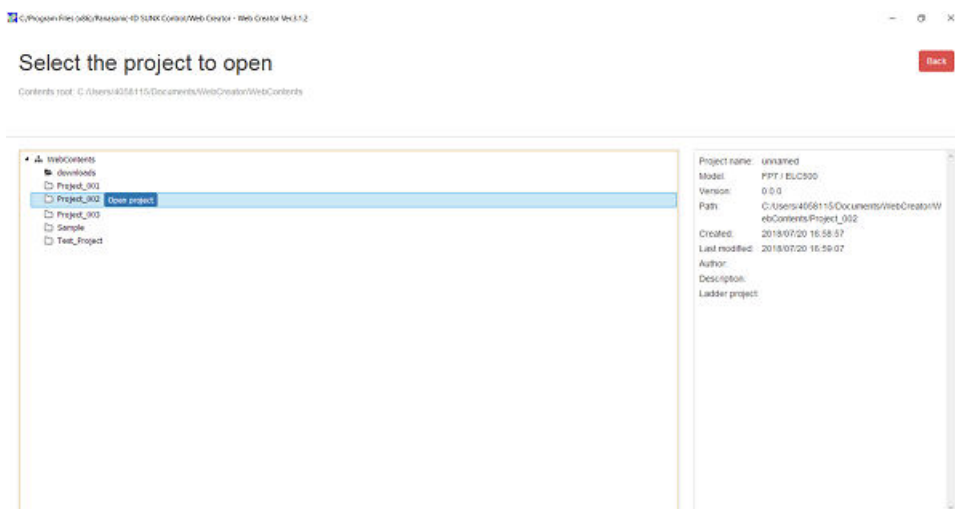 C:/Program Files (x86)/Panasonic-ID SUNX Control/Web Creator - Web Creator Ver.3.1.2
Select the project to open
Back
Contents root: C:/Users/4058115/Documents/WebCreator/WebContents
WebContents
downloads
Project_001
Project_002 Open project
Project_003
Sample
Test_Project
Project name: unnamed
Model: FP7 / ELC500
Version: 0.0.0
Path: C:/Users/4058115/Documents/WebCreator/W
ebContents/Project_002
Created: 2018/07/20 16:58:57
Last modified: 2018/07/20 16:59:07
Author:
Description:
Ladder project: